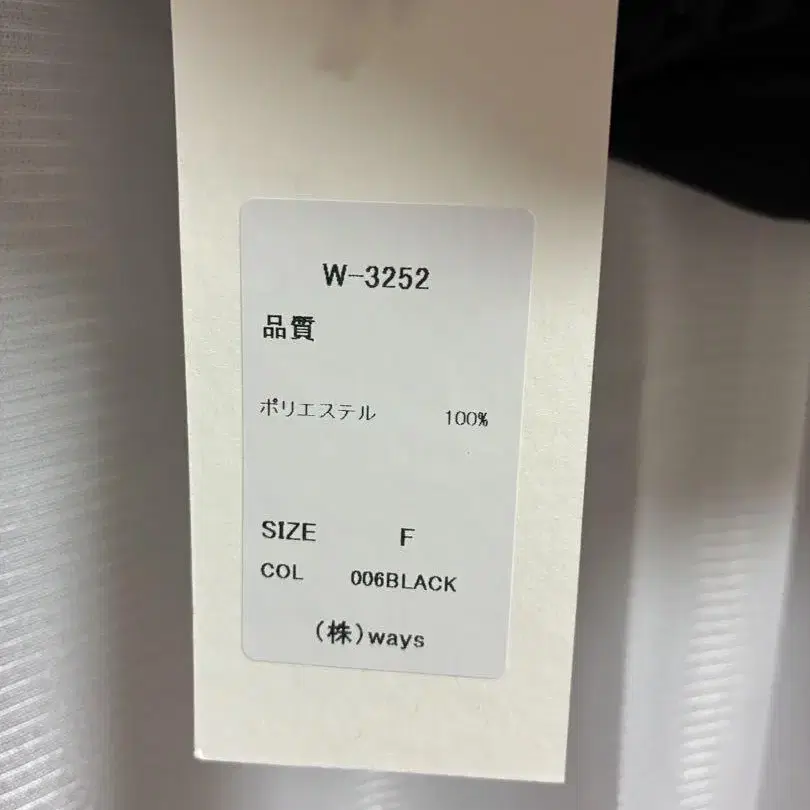 W-3252
品質
ポリエステル 100%
SIZE F
COL 006BLACK
(株)ways